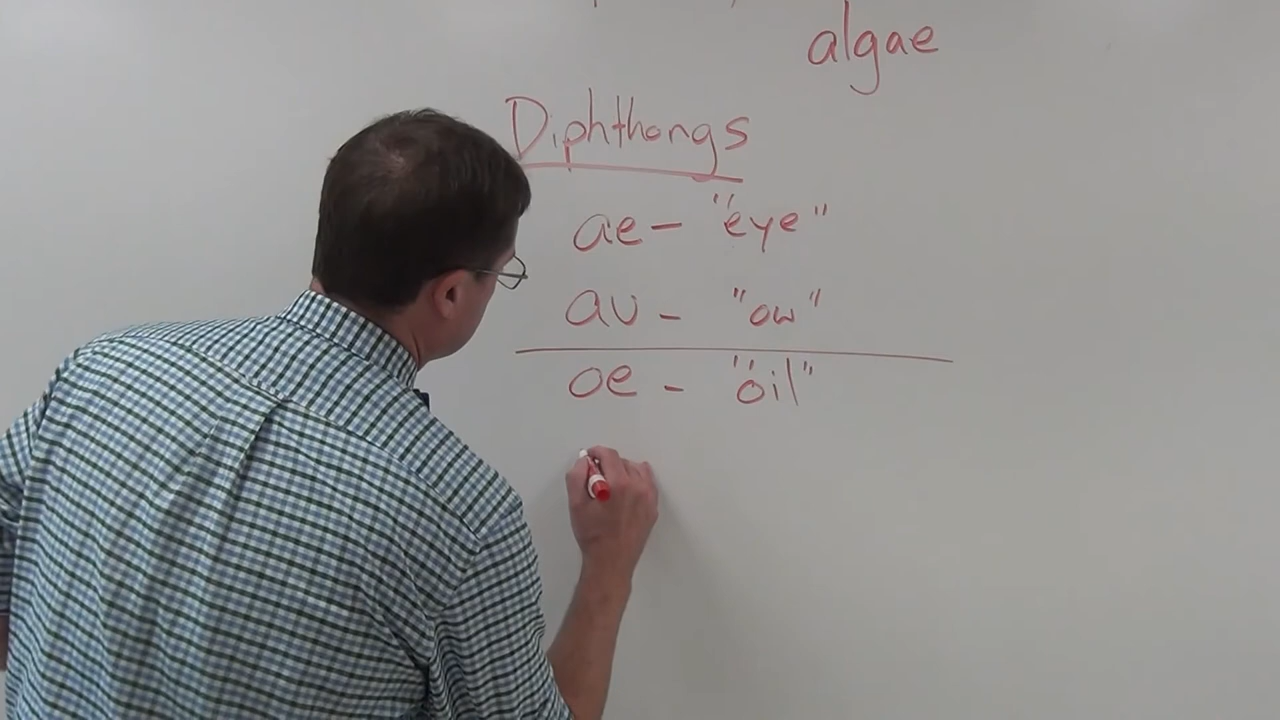 algae
Diphthongs
ae - "eye"
au - "ow"
oe - "oil"